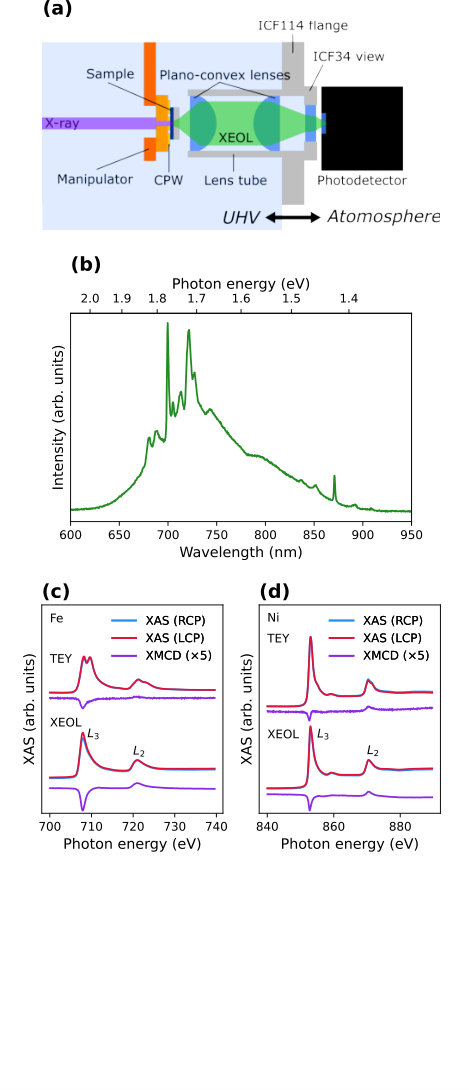 (a)
ICF114 flange
ICF34 view
Sample
Plano-convex lenses
X-ray
XEOL
Manipulator
CPW
Lens tube
Photodetector
UHV
Atomosphere
(b)
Photon energy (eV)
2.0 1.9 1.8 1.7 1.6 1.5 1.4
Intensity (arb. units)
600 650 700 750 800 850 900 950
Wavelength (nm)
(c)
Fe
XAS (RCP)
XAS (LCP)
XMCD (×5)
TEY
XEOL
L3
L2
XAS (arb. units)
700 710 720 730 740
Photon energy (eV)
(d)
Ni
XAS (RCP)
TEY
XAS (LCP)
XMCD (×5)
XEOL
L3
L2
XAS (arb. units)
840 860 880
Photon energy (eV)